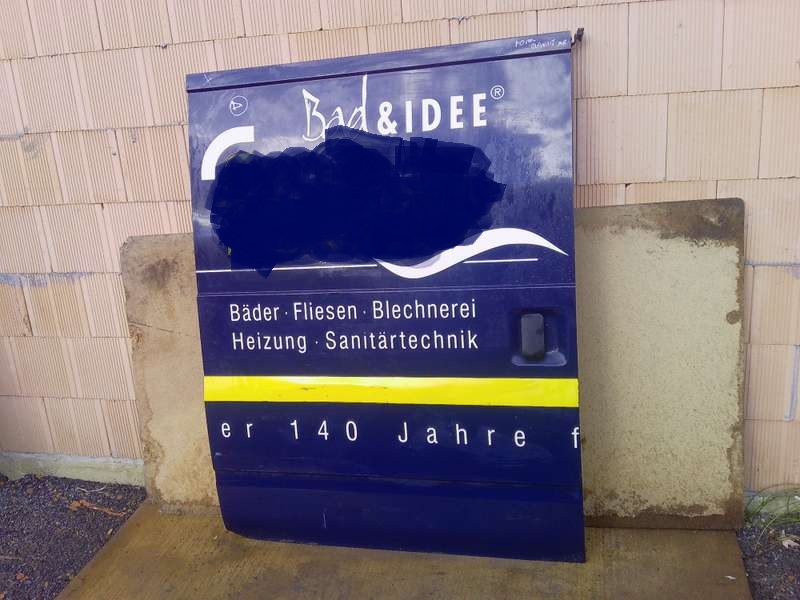 Bad & IDEE®
Bäder · Fliesen · Blechnerei
Heizung · Sanitärtechnik
er 140 Jahre f